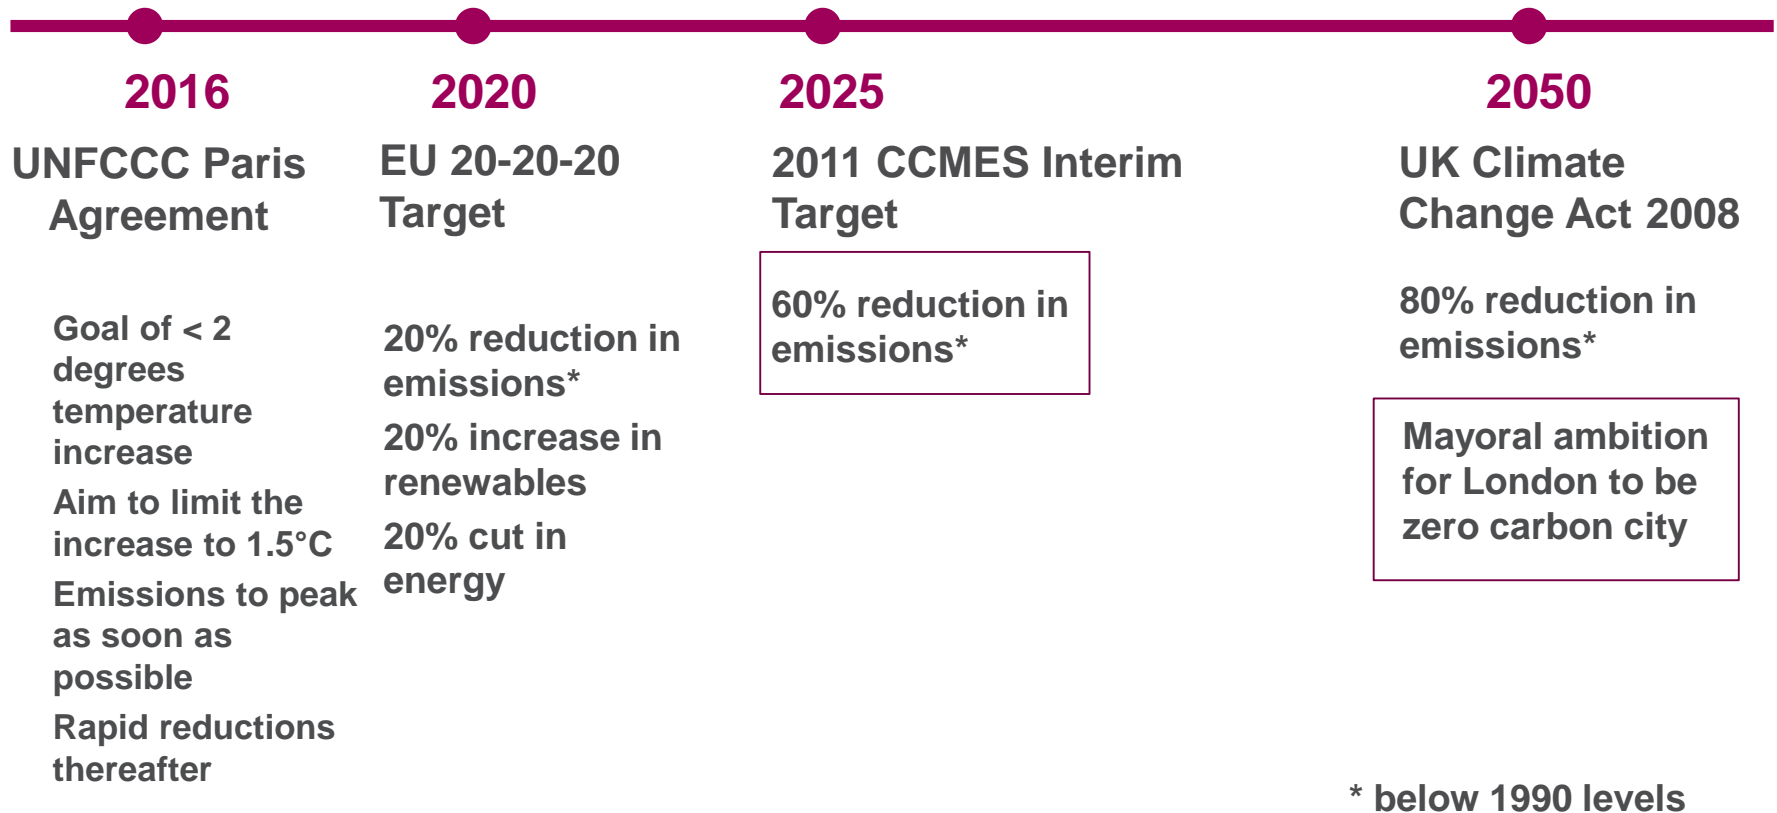 2016
UNFCCC Paris
Agreement
Goal of < 2
degrees
temperature
increase
Aim to limit the
increase to 1.5°C
Emissions to peak
as soon as
possible
Rapid reductions
thereafter
2020
EU 20-20-20
Target
20% reduction in
emissions*
20% increase in
renewables
20% cut in
energy
2025
2011 CCMES Interim
Target
60% reduction in
emissions*
2050
UK Climate
Change Act 2008
80% reduction in
emissions*
Mayoral ambition
for London to be
zero carbon city
* below 1990 levels